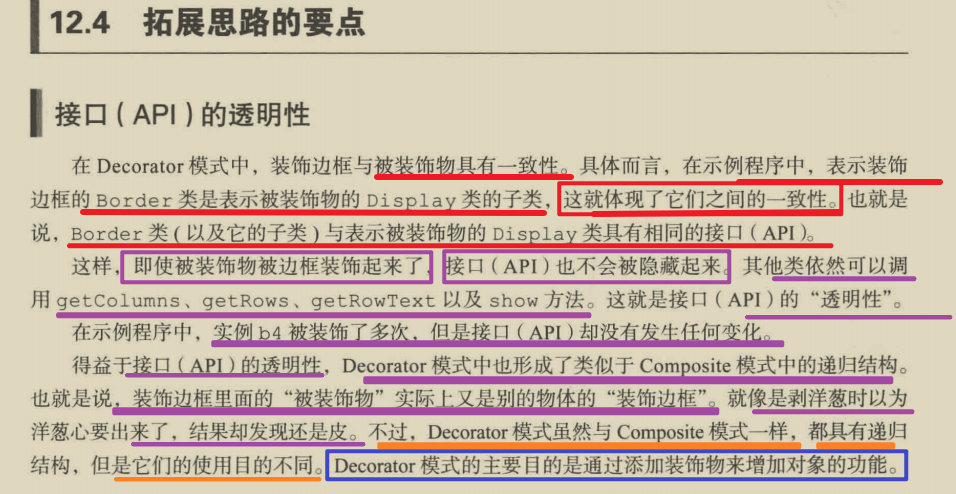 12.4 拓展思路的要点
接口（API）的透明性
在 Decorator 模式中，装饰边框与被装饰物具有一致性。具体而言，在示例程序中，表示装饰
边框的 Border 类是表示被装饰物的 Display 类的子类，这就体现了它们之间的一致性。也就是
说，Border 类（以及它的子类）与表示被装饰物的 Display 类具有相同的接口（API）。
这样，即使被装饰物被边框装饰起来了，接口（API）也不会被隐藏起来。其他类依然可以调
用 getColumns、getRows、getRowText 以及 show 方法。这就是接口（API）的“透明性”。
在示例程序中，实例 b4 被装饰了多次，但是接口（API）却没有发生任何变化。
得益于接口（API）的透明性，Decorator 模式中也形成了类似于 Composite 模式中的递归结构。
也就是说，装饰边框里面的“被装饰物”实际上又是别的物体的“装饰边框”。就像是剥洋葱时以为
洋葱心要出来了，结果却发现还是皮。不过，Decorator 模式虽然与 Composite 模式一样，都具有递归
结构，但是它们的使用目的不同。Decorator 模式的主要目的是通过添加装饰物来增加对象的功能。